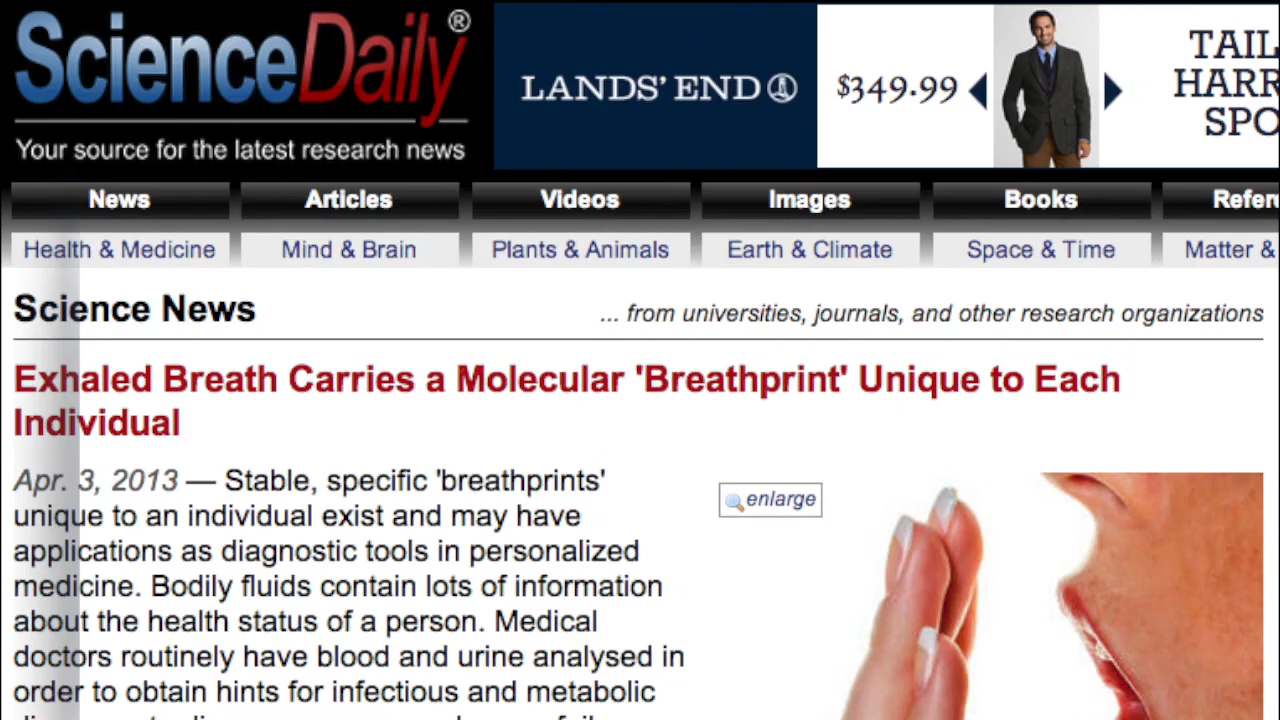 ScienceDaily®
Your source for the latest research news
LANDS' END
$349.99
TAIL
HARR
SPO
News Articles Videos Images Books Refer
Health & Medicine Mind & Brain Plants & Animals Earth & Climate Space & Time Matter &
Science News
... from universities, journals, and other research organizations
Exhaled Breath Carries a Molecular 'Breathprint' Unique to Each
Individual
Apr. 3, 2013 — Stable, specific 'breathprints'
unique to an individual exist and may have
applications as diagnostic tools in personalized
medicine. Bodily fluids contain lots of information
about the health status of a person. Medical
doctors routinely have blood and urine analysed in
order to obtain hints for infectious and metabolic
enlarge